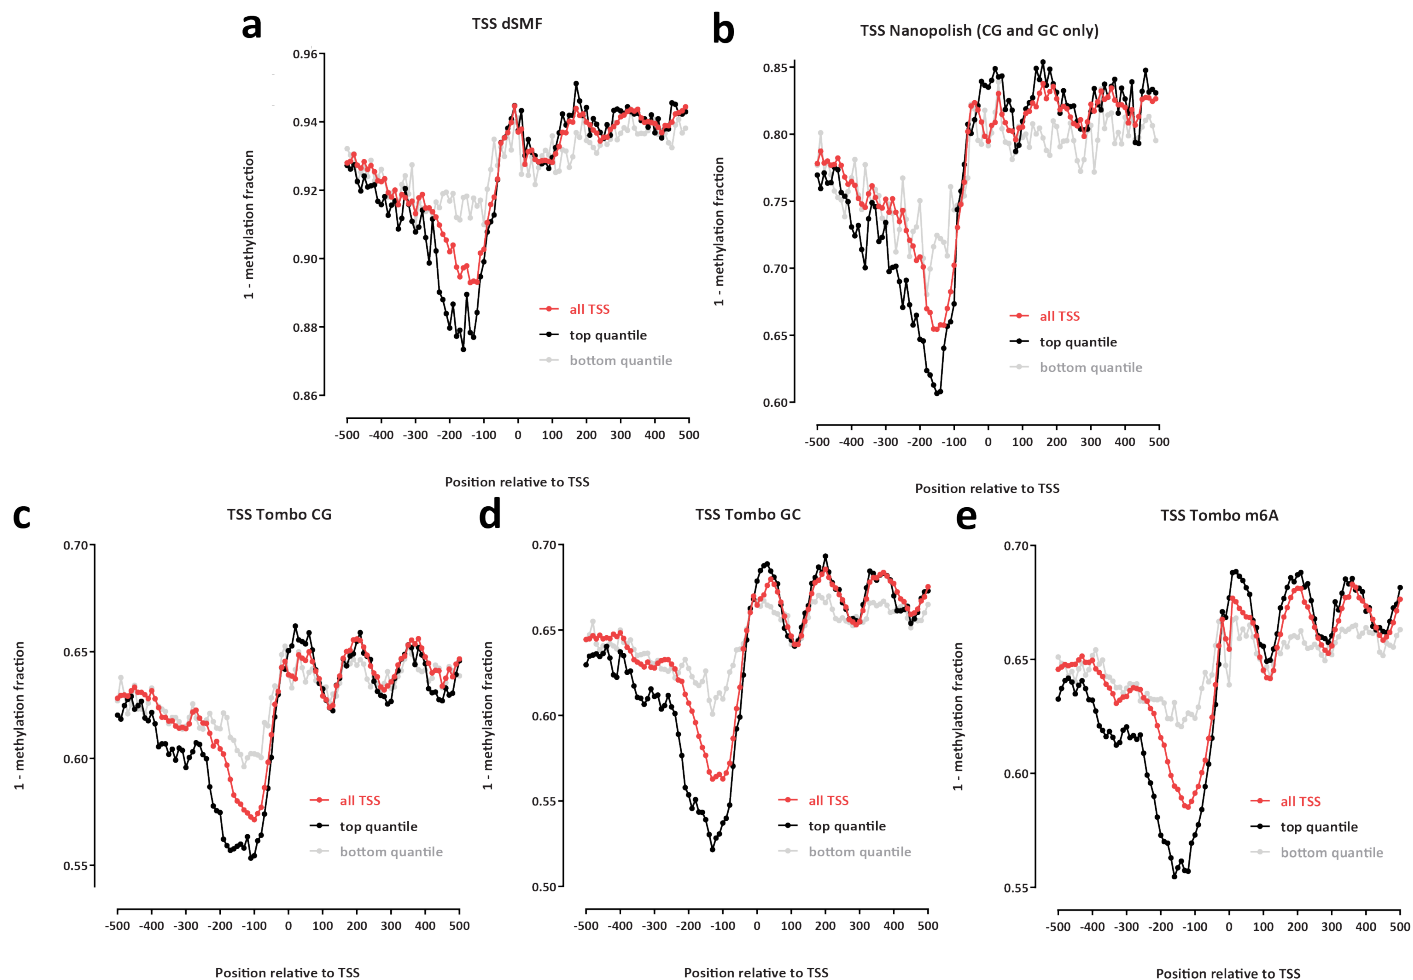 a
TSS dSMF
0.96
0.94
0.92
0.90
0.88
0.86
1 - methylation fraction
all TSS
top quantile
bottom quantile
-500 -400 -300 -200 -100 0 100 200 300 400 500
Position relative to TSS
b
TSS Nanopolish (CG and GC only)
0.85
0.80
0.75
0.70
0.65
0.60
1 - methylation fraction
all TSS
top quantile
bottom quantile
-500 -400 -300 -200 -100 0 100 200 300 400 500
Position relative to TSS
c
TSS Tombo CG
0.70
0.65
0.60
0.55
1 - methylation fraction
all TSS
top quantile
bottom quantile
-500 -400 -300 -200 -100 0 100 200 300 400 500
Position relative to TSS
d
TSS Tombo GC
0.70
0.65
0.60
0.55
0.50
1 - methylation fraction
all TSS
top quantile
bottom quantile
-500 -400 -300 -200 -100 0 100 200 300 400 500
Position relative to TSS
e
TSS Tombo m6A
0.70
0.65
0.60
0.55
1 - methylation fraction
all TSS
top quantile
bottom quantile
-500 -400 -300 -200 -100 0 100 200 300 400 500
Position relative to TSS